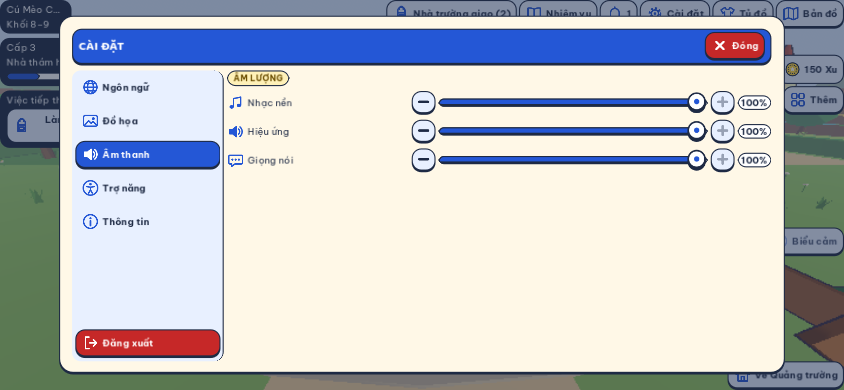 Cú Mèo C...
Khối 8-9
Nhà trường giao (2)
Nhiệm vụ
1
Cài đặt
Tủ đồ
Bản đồ
Cấp 3
Nhà thám h
150 Xu
Việc tiếp th
Thêm
CÀI ĐẶT
Đóng
Ngôn ngữ
Đồ họa
Âm thanh
Trợ năng
Thông tin
Đăng xuất
ÂM LƯỢNG
Nhạc nền
100%
Hiệu ứng
100%
Giọng nói
100%
Biểu cảm
Về Quảng trường